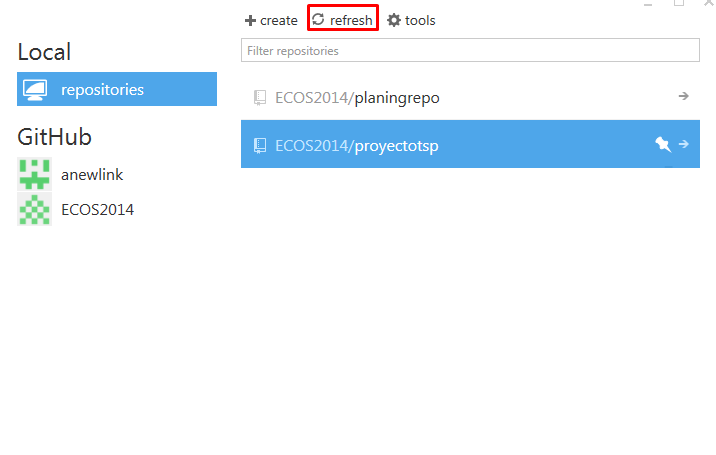 create refresh tools
Filter repositories
Local
repositories
GitHub
anewlink
ECOS2014
ECOS2014/planingrepo
ECOS2014/proyectotsp